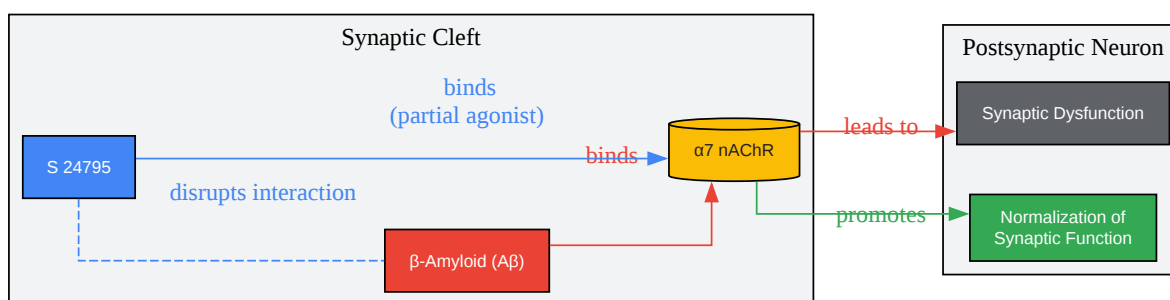 Synaptic Cleft
Postsynaptic Neuron
binds
(partial agonist)
Synaptic Dysfunction
leads to
α7 nAChR
binds
S 24795
disrupts interaction
promotes
Normalization of
Synaptic Function
β-Amyloid (Aβ)